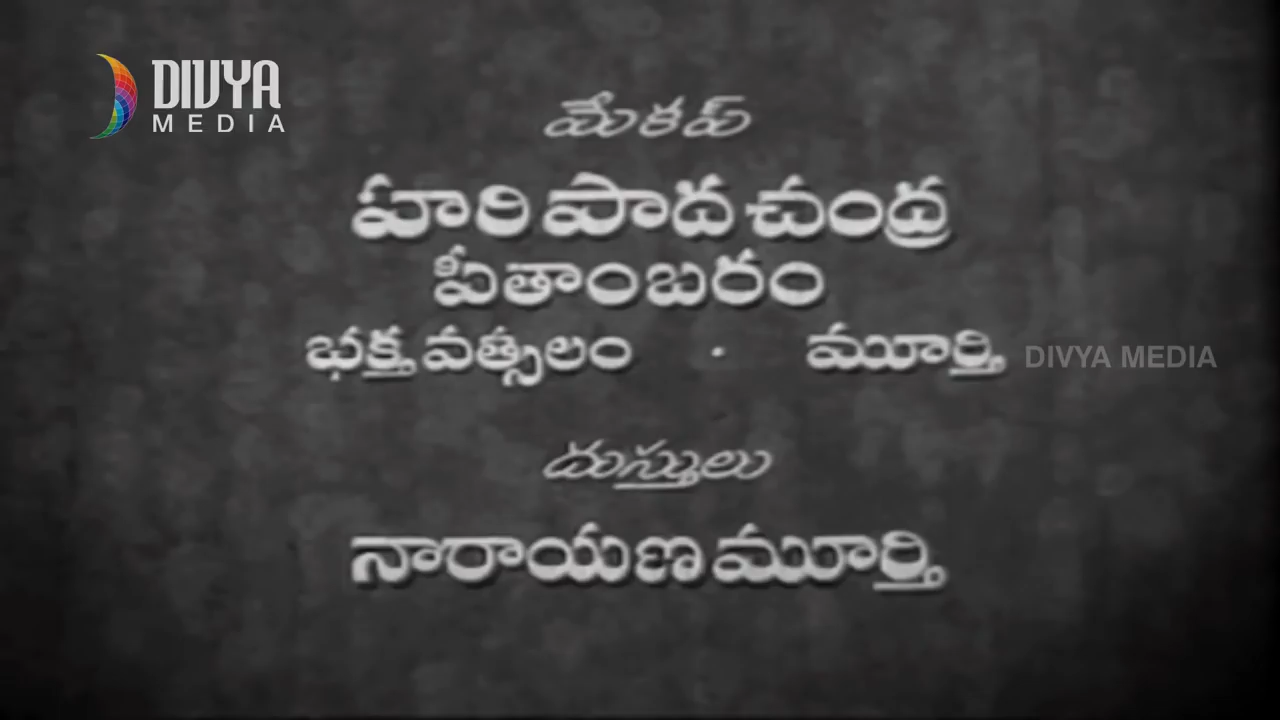 DIVYA
MEDIA
మేకప్
హరిపాదచంద్ర
పీతాంబరం
భక్తవత్సలం · మూర్తి
DIVYA MEDIA
దుస్తులు
నారాయణమూర్తి